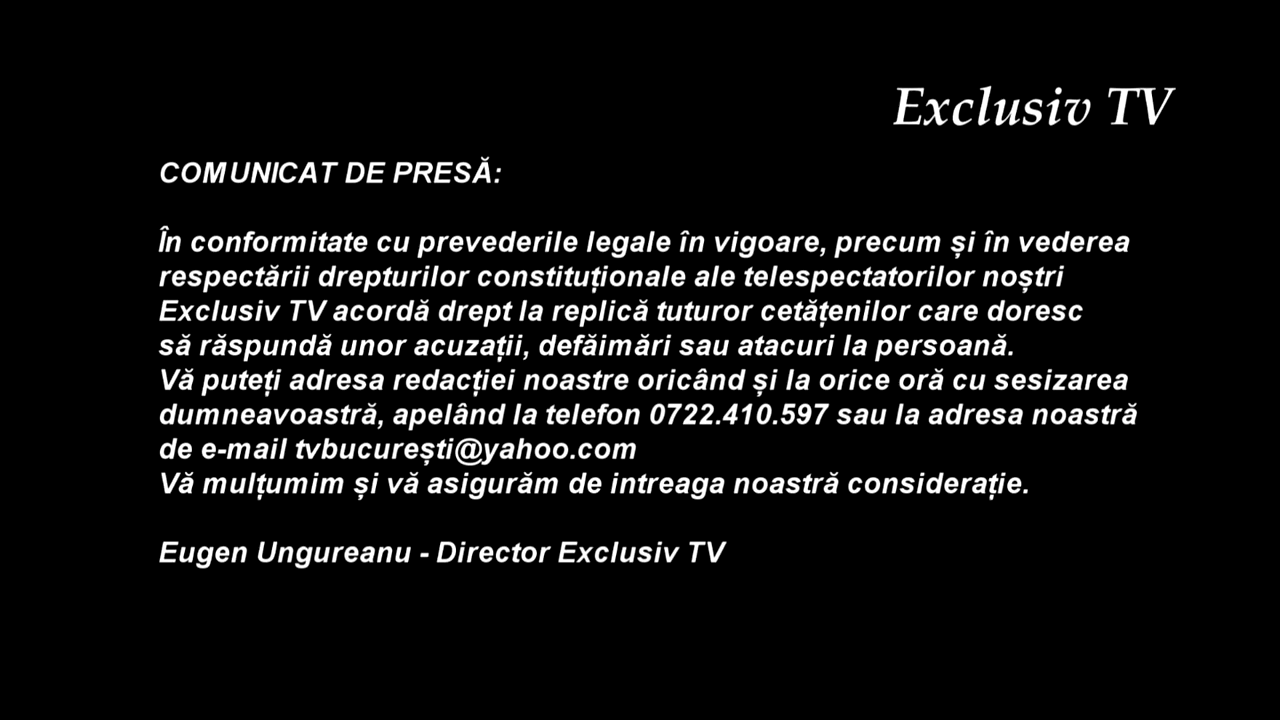 Exclusiv TV
COMUNICAT DE PRESĂ:
În conformitate cu prevederile legale în vigoare, precum și în vederea
respectării drepturilor constituționale ale telespectatorilor noștri
Exclusiv TV acordă drept la replică tuturor cetățenilor care doresc
să răspundă unor acuzații, defăimări sau atacuri la persoană.
Vă puteți adresa redacției noastre oricând și la orice oră cu sesizarea
dumneavoastră, apelând la telefon 0722.410.597 sau la adresa noastră
de e-mail tvbucurești@yahoo.com
Vă mulțumim și vă asigurăm de intreaga noastră considerație.
Eugen Ungureanu - Director Exclusiv TV